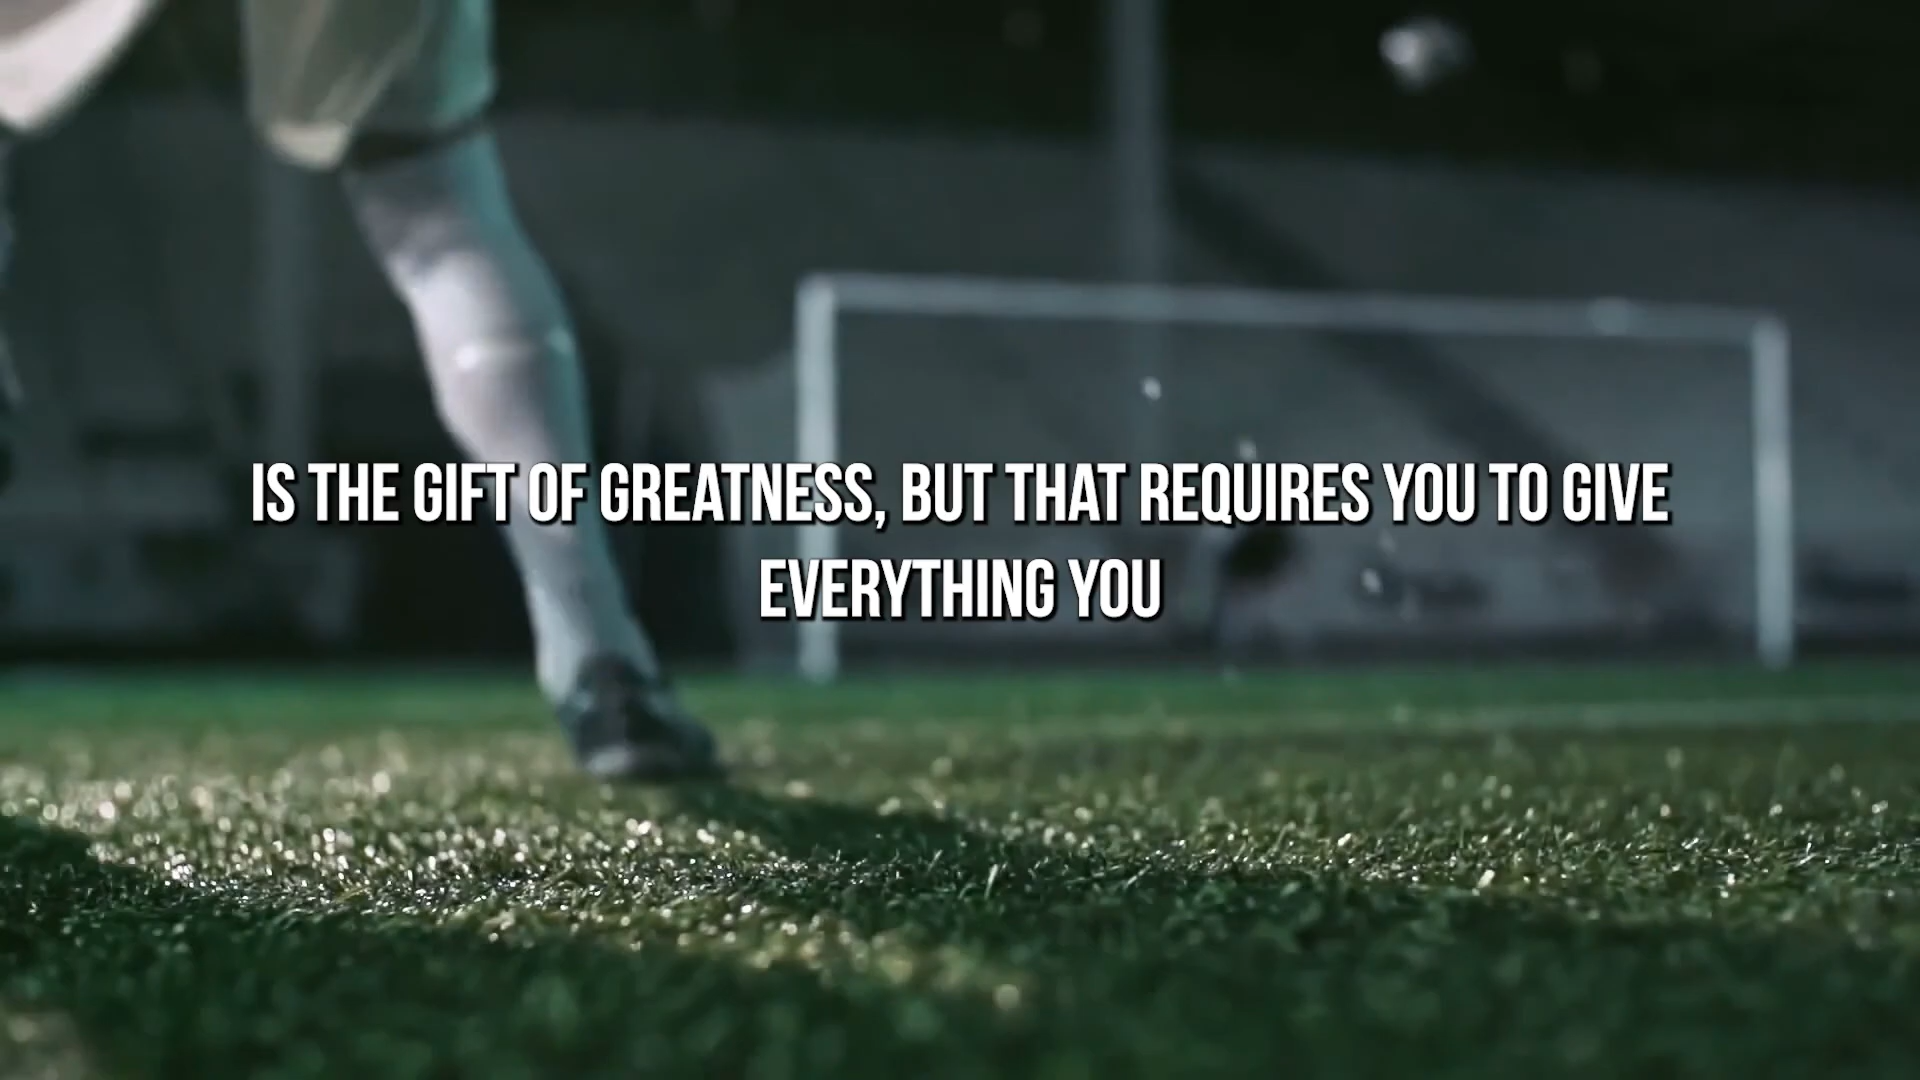 IS THE GIFT OF GREATNESS, BUT THAT REQUIRES YOU TO GIVE
EVERYTHING YOU